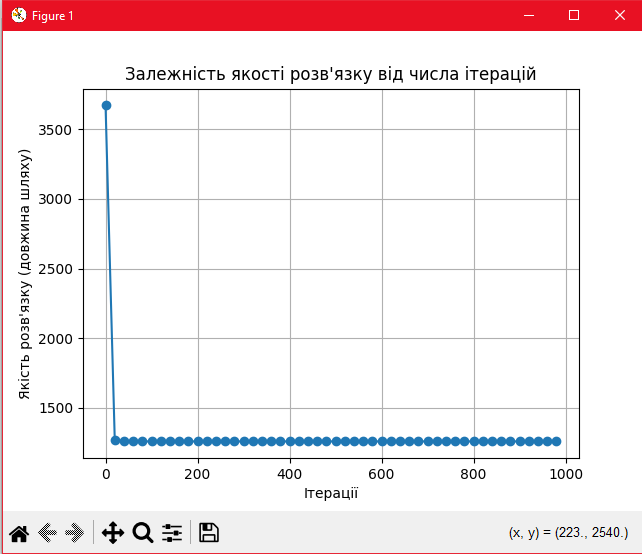 Figure 1
Залежність якості розв'язку від числа ітерацій
Якість розв'язку (довжина шляху)
3500
3000
2500
2000
1500
0 200 400 600 800 1000
Ітерації
(x, y) = (223., 2540.)